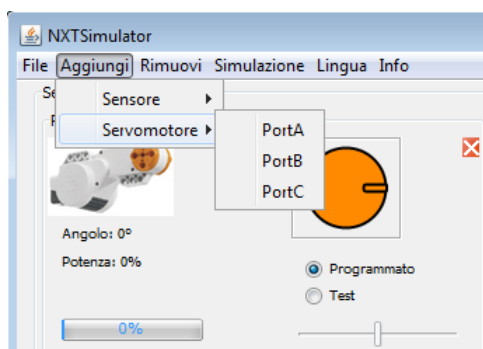 NXTSimulator
File Aggiungi Rimuovi Simulazione Lingua Info
Sensore
Servomotore
PortA
PortB
PortC
Angolo: 0°
Potenza: 0%
Programmato
Test
0%